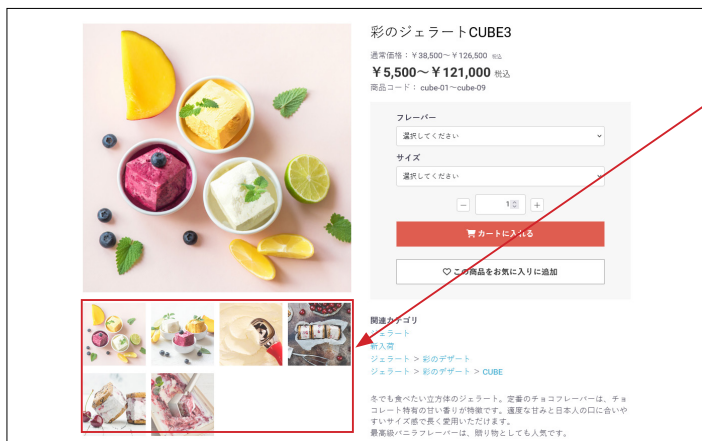 彩のジェラートCUBE3
通常価格：￥38,500～￥126,500 税込
￥5,500～￥121,000 税込
商品コード： cube-01～cube-09
フレーバー
選択してください
サイズ
選択してください
1
カートに入れる
この商品をお気に入りに追加
関連カテゴリ
ジェラート
新入荷
ジェラート > 彩のデザート
ジェラート > 彩のデザート > CUBE
冬でも食べたい立方体のジェラート。定番のチョコフレーバーは、チョ
コレート特有の甘い香りが特徴です。適度な甘みと日本人の口に合いや
すいサイズ感で長く愛用いただけます。
最高級バニラフレーバーは、贈り物としても人気です。